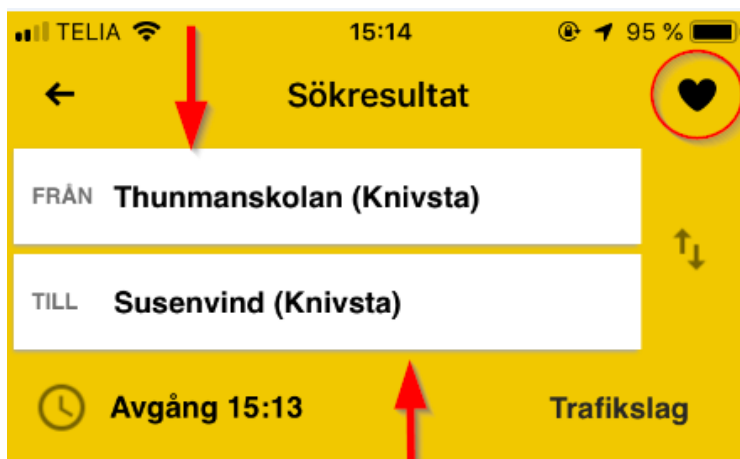 TELIA 15:14 95 %
Sökresultat
FRÅN Thunmanskolan (Knivsta)
TILL Susenvind (Knivsta)
Avgång 15:13 Trafikslag